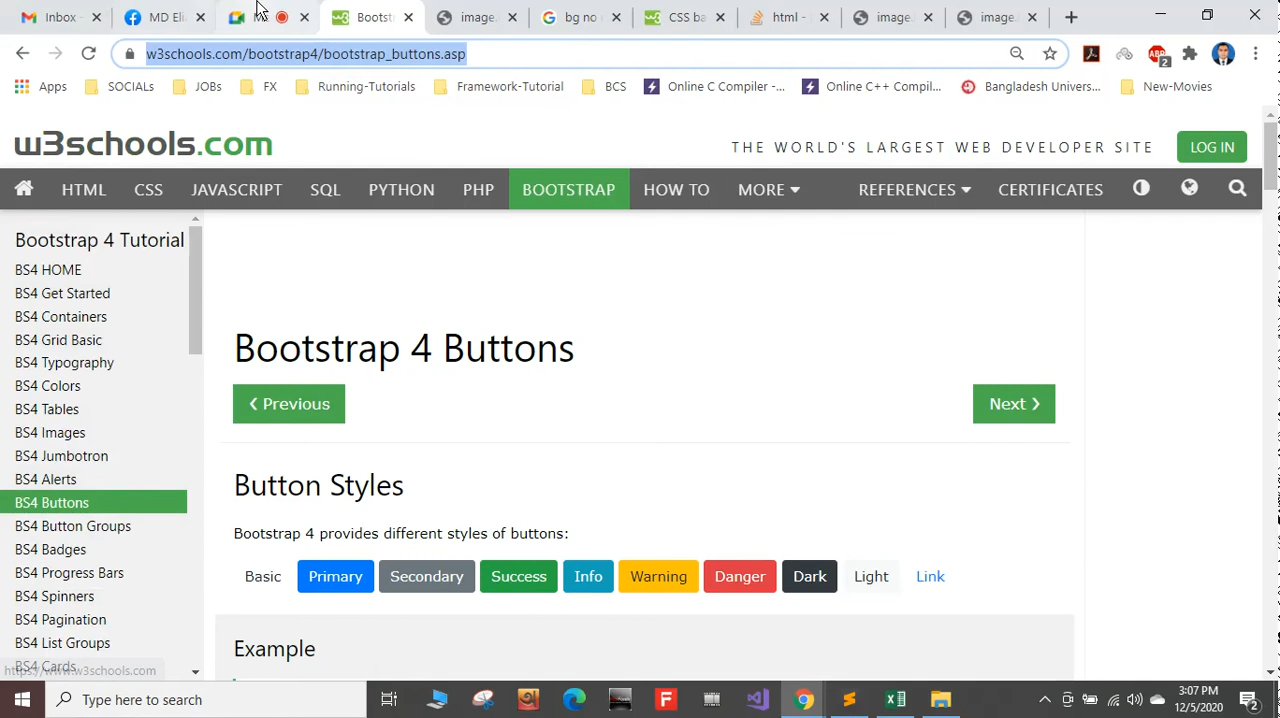 Inbox -
MD Eli
M
Boots
image.
bg no
CSS ba
html -
image.
image.
w3schools.com/bootstrap4/bootstrap_buttons.asp
ABP
2
Apps
SOCIALs
JOBs
FX
Running-Tutorials
Framework-Tutorial
BCS
Online C Compiler -...
Online C++ Compil...
Bangladesh Univers...
New-Movies
w3schools.com
THE WORLD'S LARGEST WEB DEVELOPER SITE
LOG IN
HTML
CSS
JAVASCRIPT
SQL
PYTHON
PHP
BOOTSTRAP
HOW TO
MORE
REFERENCES
CERTIFICATES
Bootstrap 4 Tutorial
BS4 HOME
BS4 Get Started
BS4 Containers
BS4 Grid Basic
BS4 Typography
BS4 Colors
BS4 Tables
BS4 Images
BS4 Jumbotron
BS4 Alerts
BS4 Buttons
BS4 Button Groups
BS4 Badges
BS4 Progress Bars
BS4 Spinners
BS4 Pagination
BS4 List Groups
BS4 Cards
https://www.w3schools.com
Bootstrap 4 Buttons
❮ Previous
Next ❯
Button Styles
Bootstrap 4 provides different styles of buttons:
Basic
Primary
Secondary
Success
Info
Warning
Danger
Dark
Light
Link
Example
Type here to search
3:07 PM
12/5/2020
2